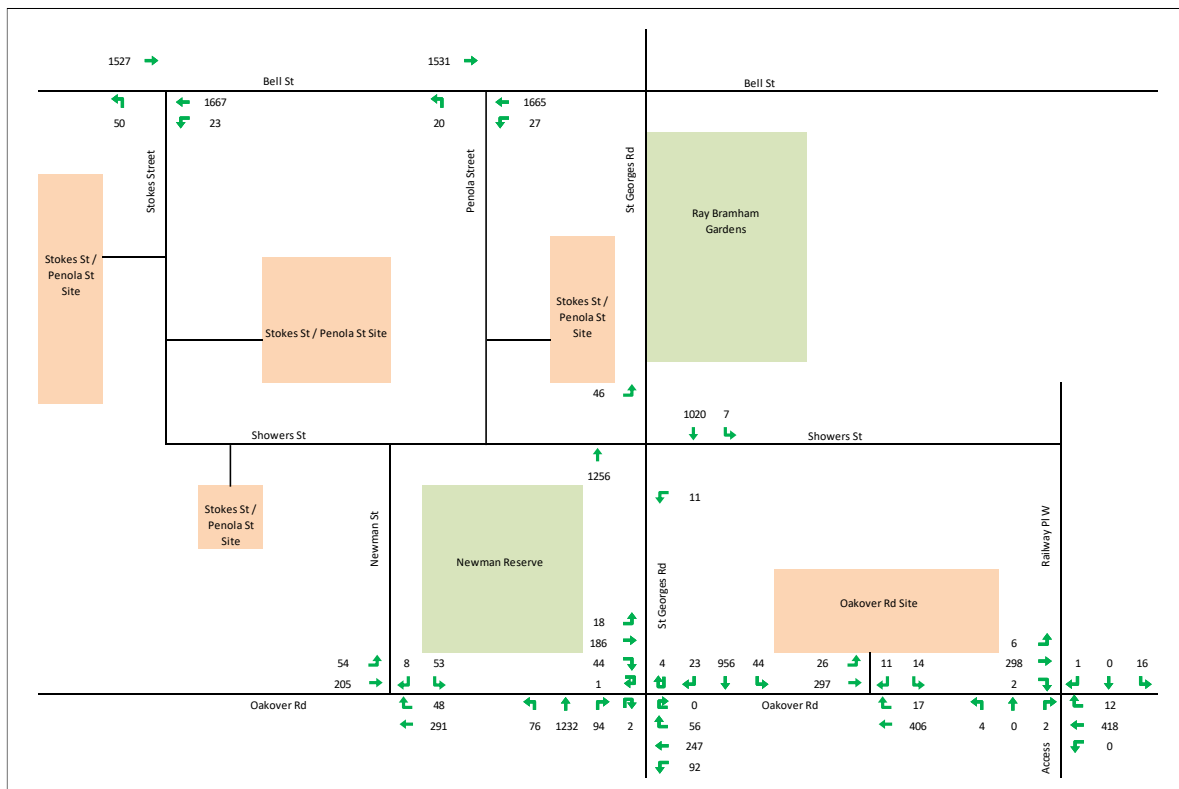 1527
1531
Bell St
Bell St
1667
1665
50
23
20
27
Stokes Street
Penola Street
St Georges Rd
Ray Bramham
Gardens
Stokes St /
Penola St
Site
Stokes St / Penola St Site
Stokes St /
Penola St
Site
46
1020
7
Showers St
Showers St
1256
Stokes St /
Penola St
Site
11
Newman St
Newman Reserve
St Georges Rd
Railway Pl W
Oakover Rd Site
18
186
6
54
8
53
44
4
23
956
44
26
11
14
298
1
0
16
205
1
297
2
Oakover Rd
48
0
Oakover Rd
17
12
291
76
1232
94
2
56
406
4
0
2
418
247
Access
0
92